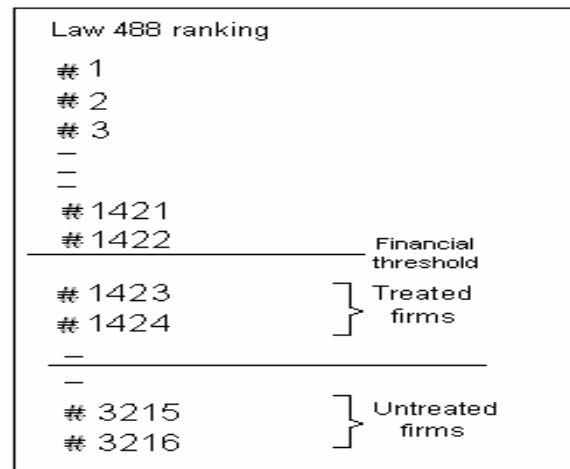 Law 488 ranking
# 1
# 2
# 3
–
–
–
# 1421
# 1422
Financial
threshold
# 1423
# 1424
Treated
firms
–
–
# 3215
# 3216
Untreated
firms